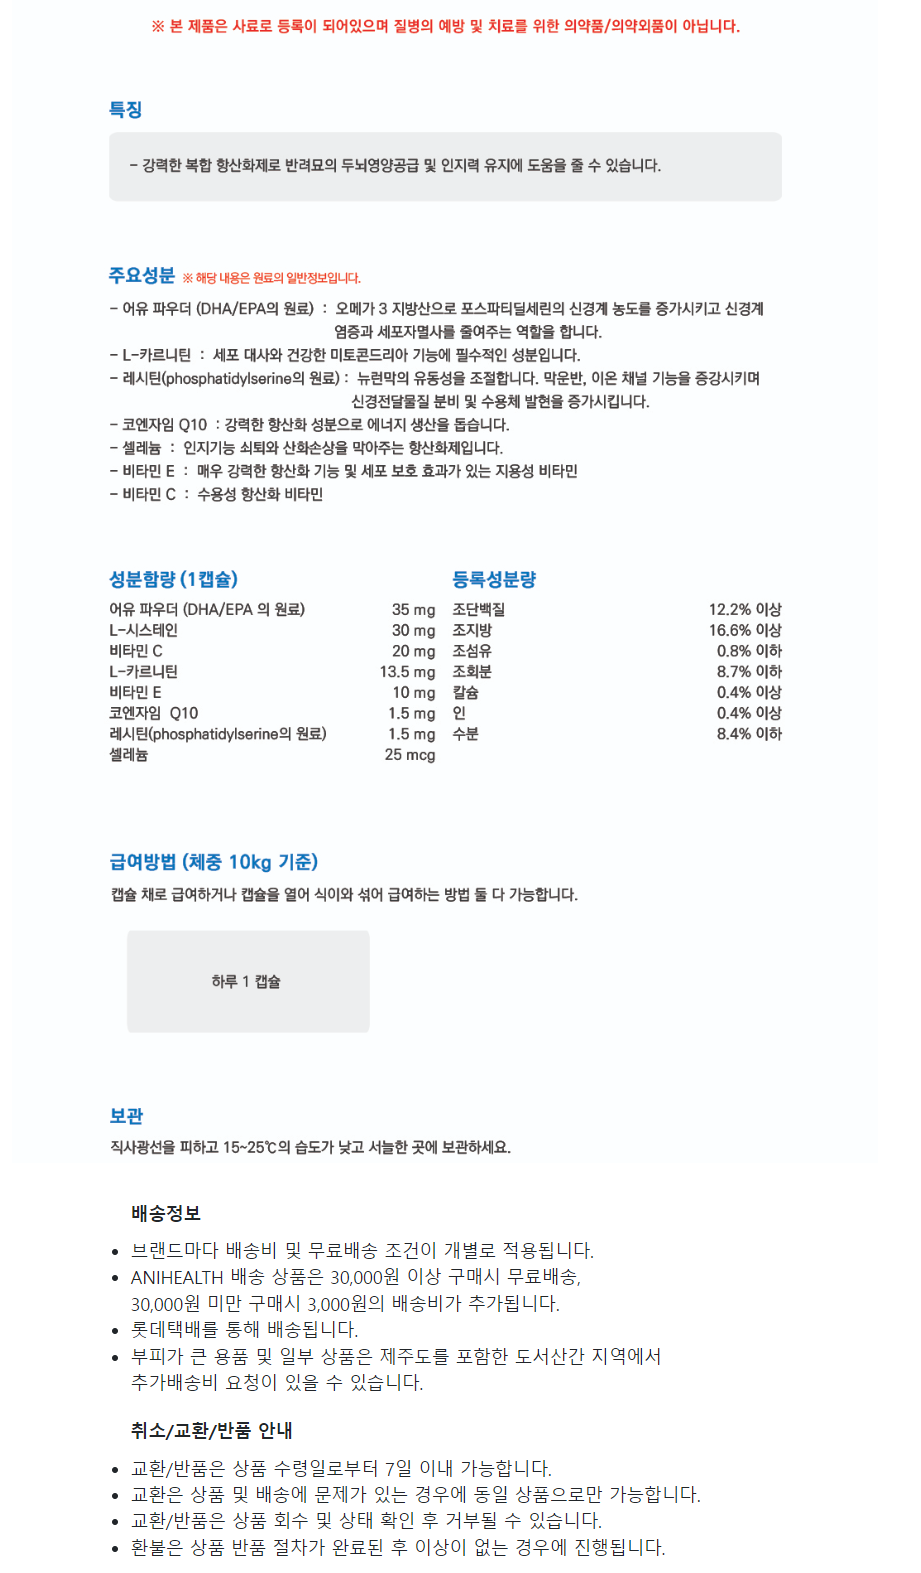 ※ 본 제품은 사료로 등록이 되어있으며 질병의 예방 및 치료를 위한 의약품/의약외품이 아닙니다.
특징
- 강력한 복합 항산화제로 반려묘의 두뇌영양공급 및 인지력 유지에 도움을 줄 수 있습니다.
주요성분 ※ 해당 내용은 원료의 일반정보입니다.
- 어유 파우더 (DHA/EPA의 원료) : 오메가 3 지방산으로 포스파티딜세린의 신경계 농도를 증가시키고 신경계
염증과 세포자멸사를 줄여주는 역할을 합니다.
- L-카르니틴 : 세포 대사와 건강한 미토콘드리아 기능에 필수적인 성분입니다.
- 레시틴(phosphatidylserine의 원료) : 뉴런막의 유동성을 조절합니다. 막운반, 이온 채널 기능을 증강시키며
신경전달물질 분비 및 수용체 발현을 증가시킵니다.
- 코엔자임 Q10 : 강력한 항산화 성분으로 에너지 생산을 돕습니다.
- 셀레늄 : 인지기능 쇠퇴와 산화손상을 막아주는 항산화제입니다.
- 비타민 E : 매우 강력한 항산화 기능 및 세포 보호 효과가 있는 지용성 비타민
- 비타민 C : 수용성 항산화 비타민
성분함량 (1캡슐)
어유 파우더 (DHA/EPA 의 원료) 35 mg
L-시스테인 30 mg
비타민 C 20 mg
L-카르니틴 13.5 mg
비타민 E 10 mg
코엔자임 Q10 1.5 mg
레시틴(phosphatidylserine의 원료) 1.5 mg
셀레늄 25 mcg
등록성분량
조단백질 12.2% 이상
조지방 16.6% 이상
조섬유 0.8% 이하
조회분 8.7% 이하
칼슘 0.4% 이상
인 0.4% 이상
수분 8.4% 이하
급여방법 (체중 10kg 기준)
캡슐 채로 급여하거나 캡슐을 열어 식이와 섞어 급여하는 방법 둘 다 가능합니다.
하루 1 캡슐
보관
직사광선을 피하고 15~25℃의 습도가 낮고 서늘한 곳에 보관하세요.
배송정보
• 브랜드마다 배송비 및 무료배송 조건이 개별로 적용됩니다.
• ANIHEALTH 배송 상품은 30,000원 이상 구매시 무료배송,
30,000원 미만 구매시 3,000원의 배송비가 추가됩니다.
• 롯데택배를 통해 배송됩니다.
• 부피가 큰 용품 및 일부 상품은 제주도를 포함한 도서산간 지역에서
추가배송비 요청이 있을 수 있습니다.
취소/교환/반품 안내
• 교환/반품은 상품 수령일로부터 7일 이내 가능합니다.
• 교환은 상품 및 배송에 문제가 있는 경우에 동일 상품으로만 가능합니다.
• 교환/반품은 상품 회수 및 상태 확인 후 거부될 수 있습니다.
• 환불은 상품 반품 절차가 완료된 후 이상이 없는 경우에 진행됩니다.